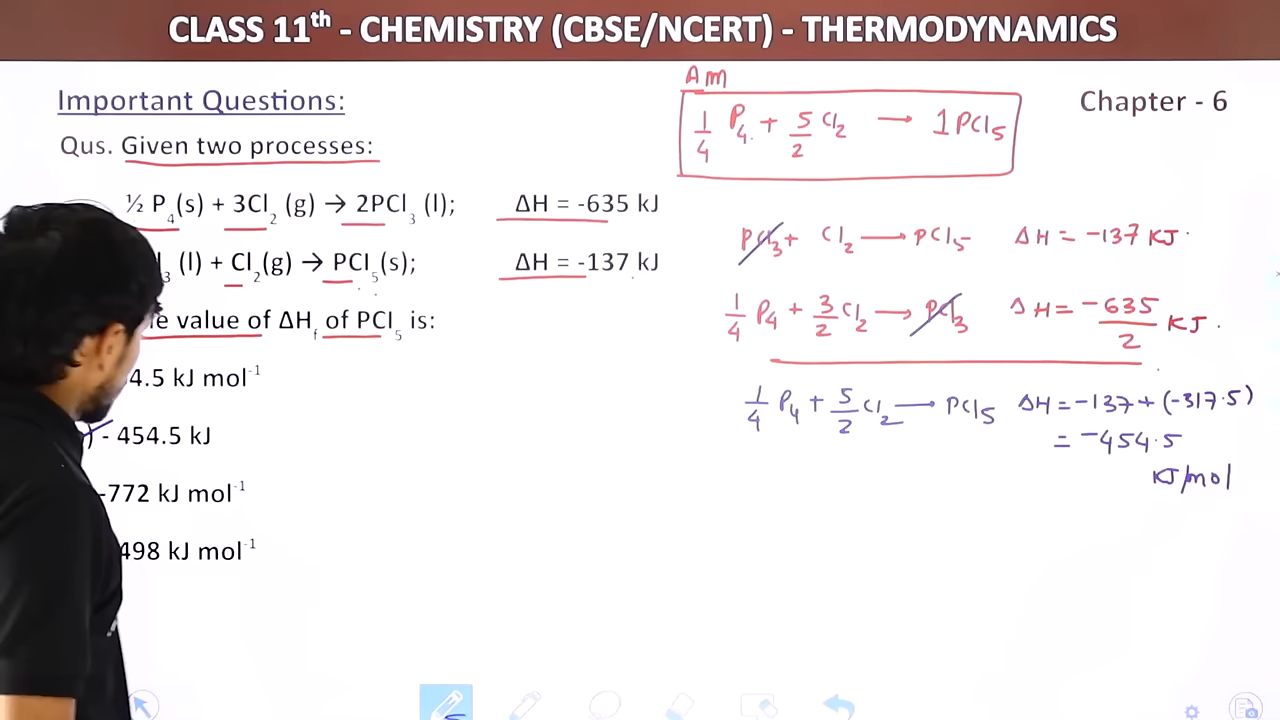 CLASS 11th - CHEMISTRY (CBSE/NCERT) - THERMODYNAMICS
Important Questions:
Chapter - 6
Qus. Given two processes:
½ P4(s) + 3Cl2 (g) → 2PCl3 (l); ΔH = -635 kJ
(l) + Cl2(g) → PCl5(s); ΔH = -137 kJ
value of ΔHf of PCl5 is:
4.5 kJ mol-1
- 454.5 kJ
-772 kJ mol-1
498 kJ mol-1
Aim
1/4 P4 + 5/2 Cl2 → 1 PCl5
PCl3 + Cl2 → PCl5 ΔH = -137 KJ.
1/4 P4 + 3/2 Cl2 → PCl3 ΔH = -635/2 KJ.
1/4 P4 + 5/2 Cl2 → PCl5 ΔH = -137 + (-317.5)
= -454.5
KJ/mol